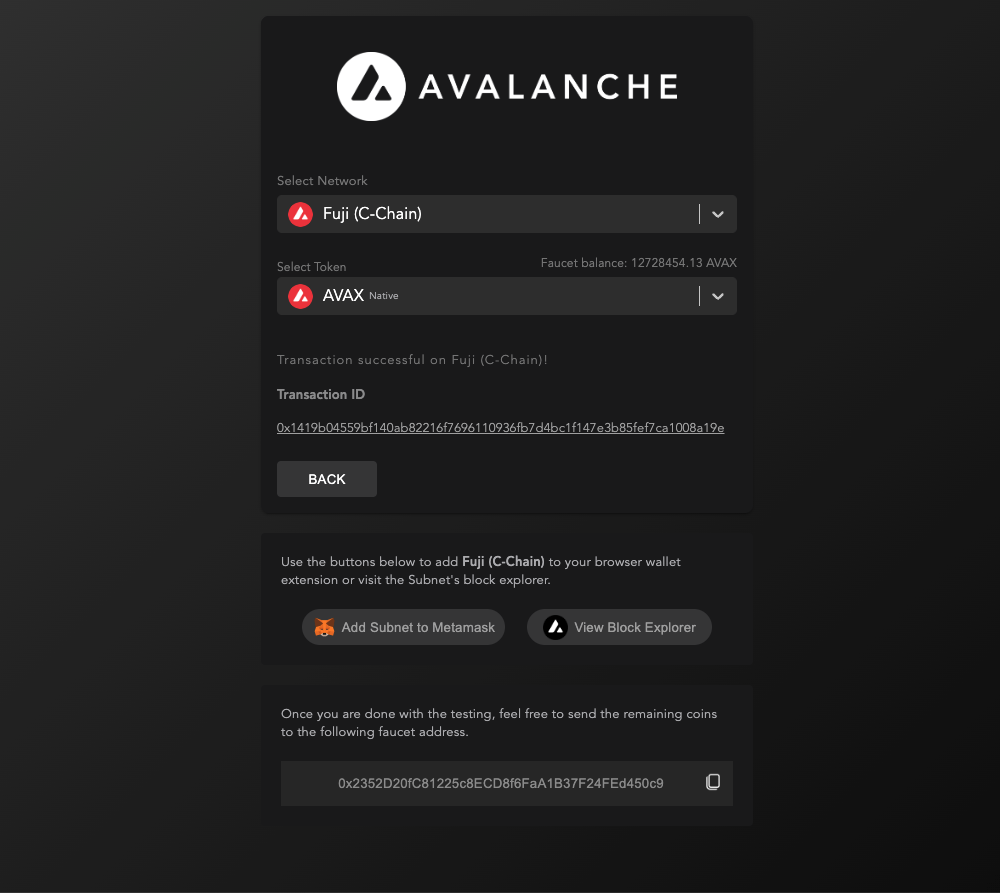 AVALANCHE
Select Network
Fuji (C-Chain)
Select Token
Faucet balance: 12728454.13 AVAX
AVAX Native
Transaction successful on Fuji (C-Chain)!
Transaction ID
0x1419b04559bf140ab82216f7696110936fb7d4bc1f147e3b85fef7ca1008a19e
BACK
Use the buttons below to add Fuji (C-Chain) to your browser wallet
extension or visit the Subnet's block explorer.
Add Subnet to Metamask
View Block Explorer
Once you are done with the testing, feel free to send the remaining coins
to the following faucet address.
0x2352D20fC81225c8ECD8f6FaA1B37F24FEd450c9